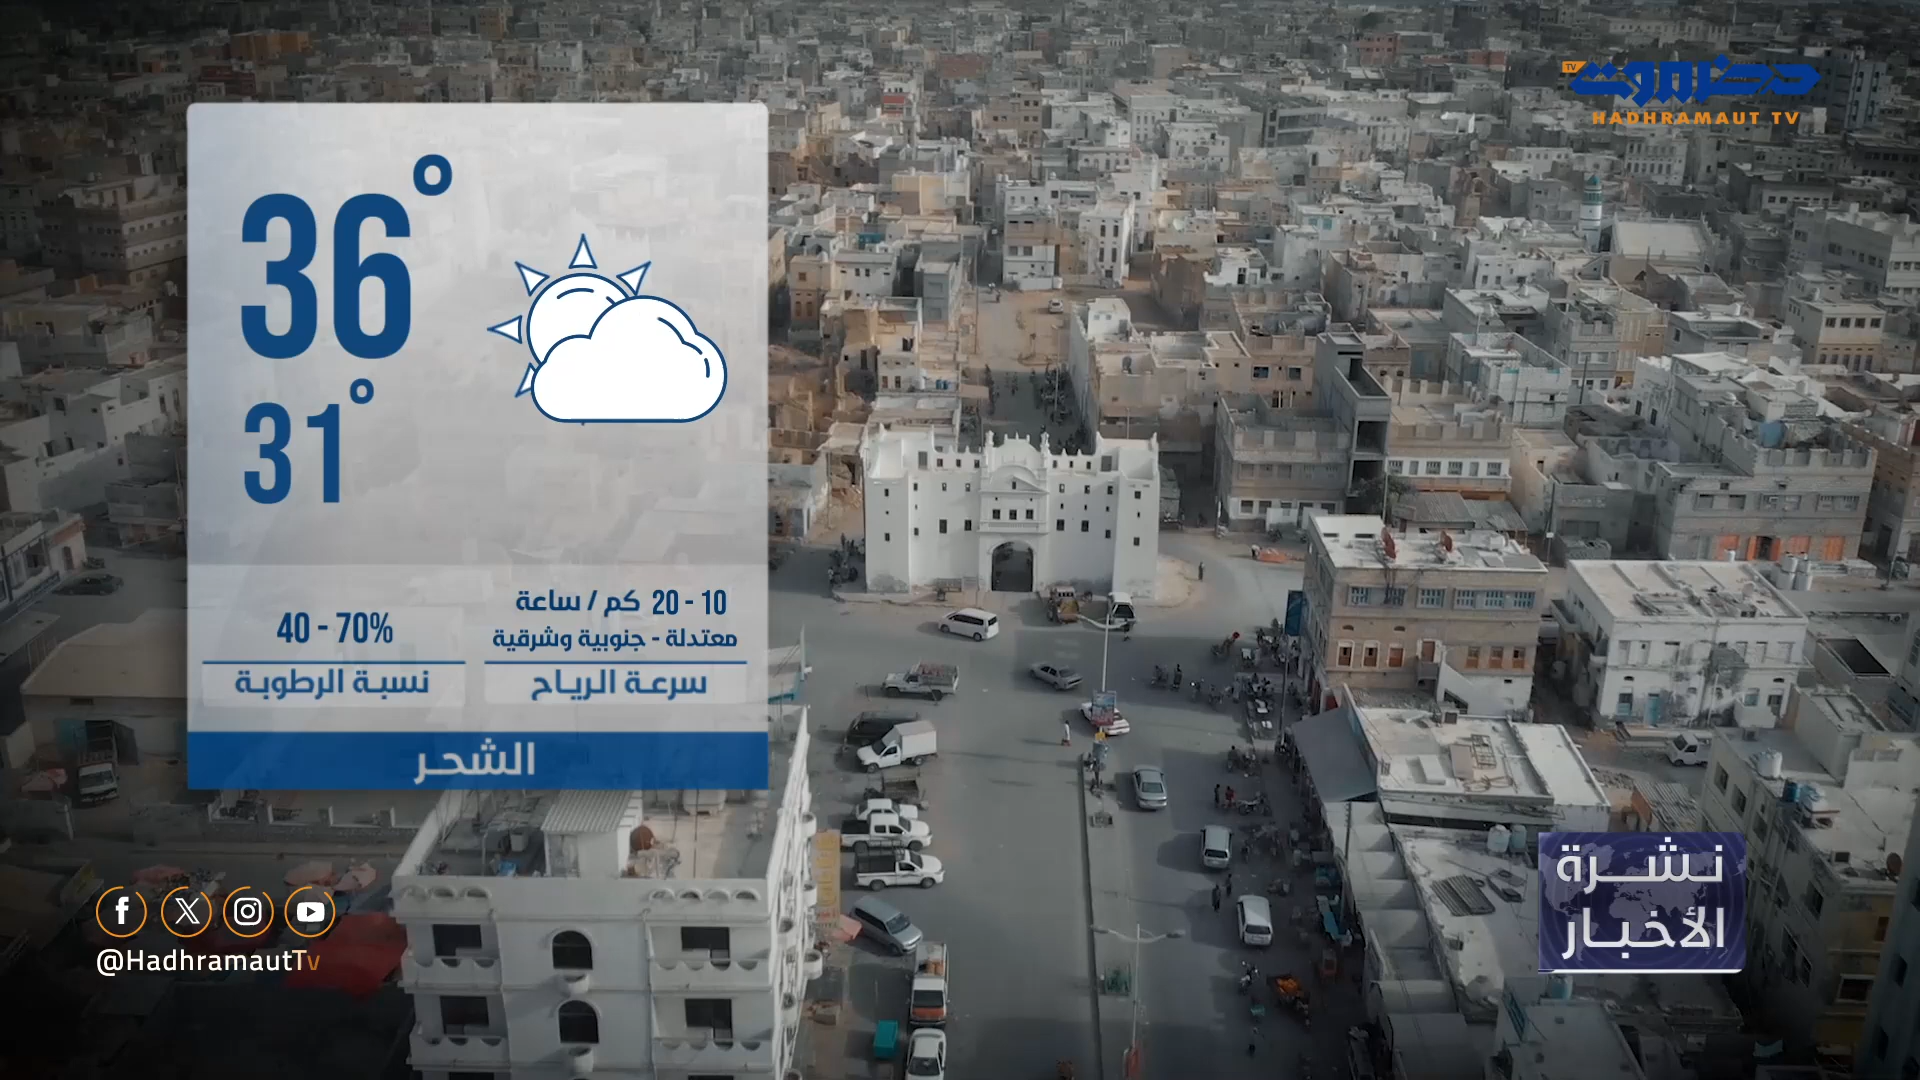 TV
حضرموت
HADHRAMAUT TV
36°
31°
10 - 20 كم / ساعة
معتدلة - جنوبية وشرقية
سرعة الرياح
40 - 70%
نسبة الرطوبة
الشحر
نشرة
الأخبار
@HadhramautTv